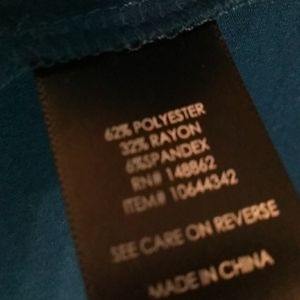 62% POLYESTER
32% RAYON
6%SPANDEX
RN# 148862
ITEM# 10644342
SEE CARE ON REVERSE
MADE IN CHINA